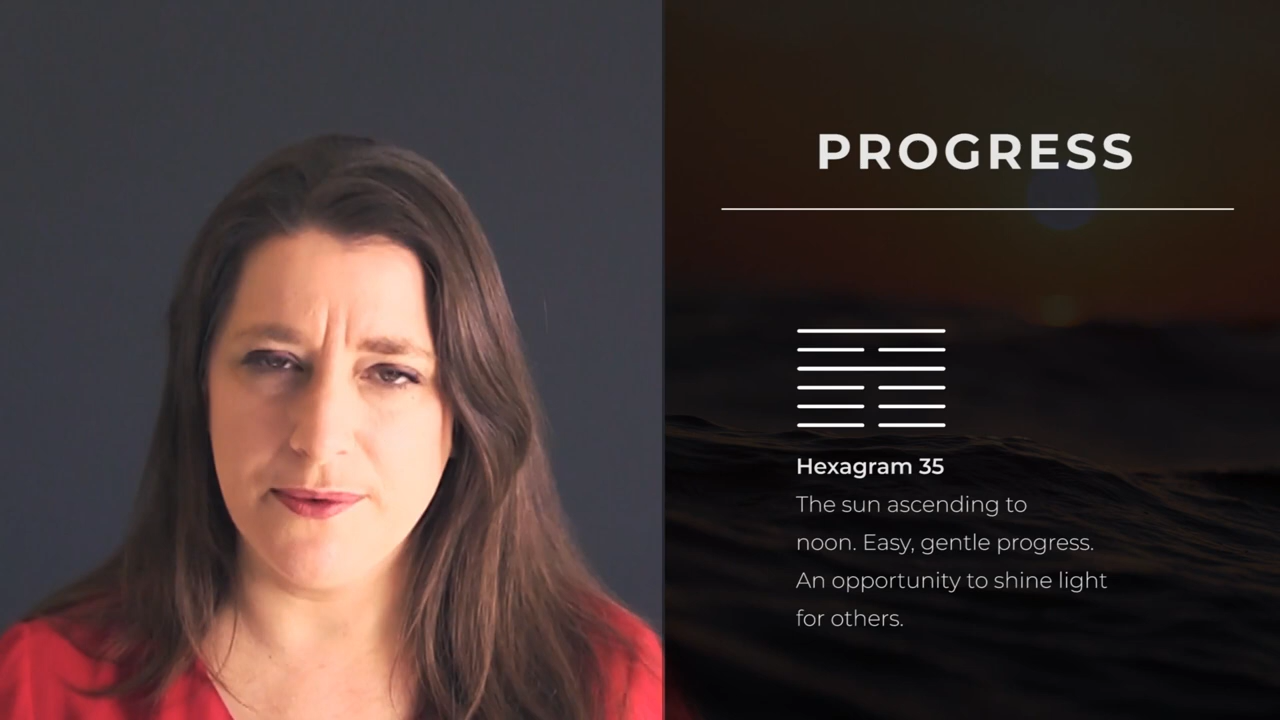 PROGRESS
Hexagram 35
The sun ascending to
noon. Easy, gentle progress.
An opportunity to shine light
for others.